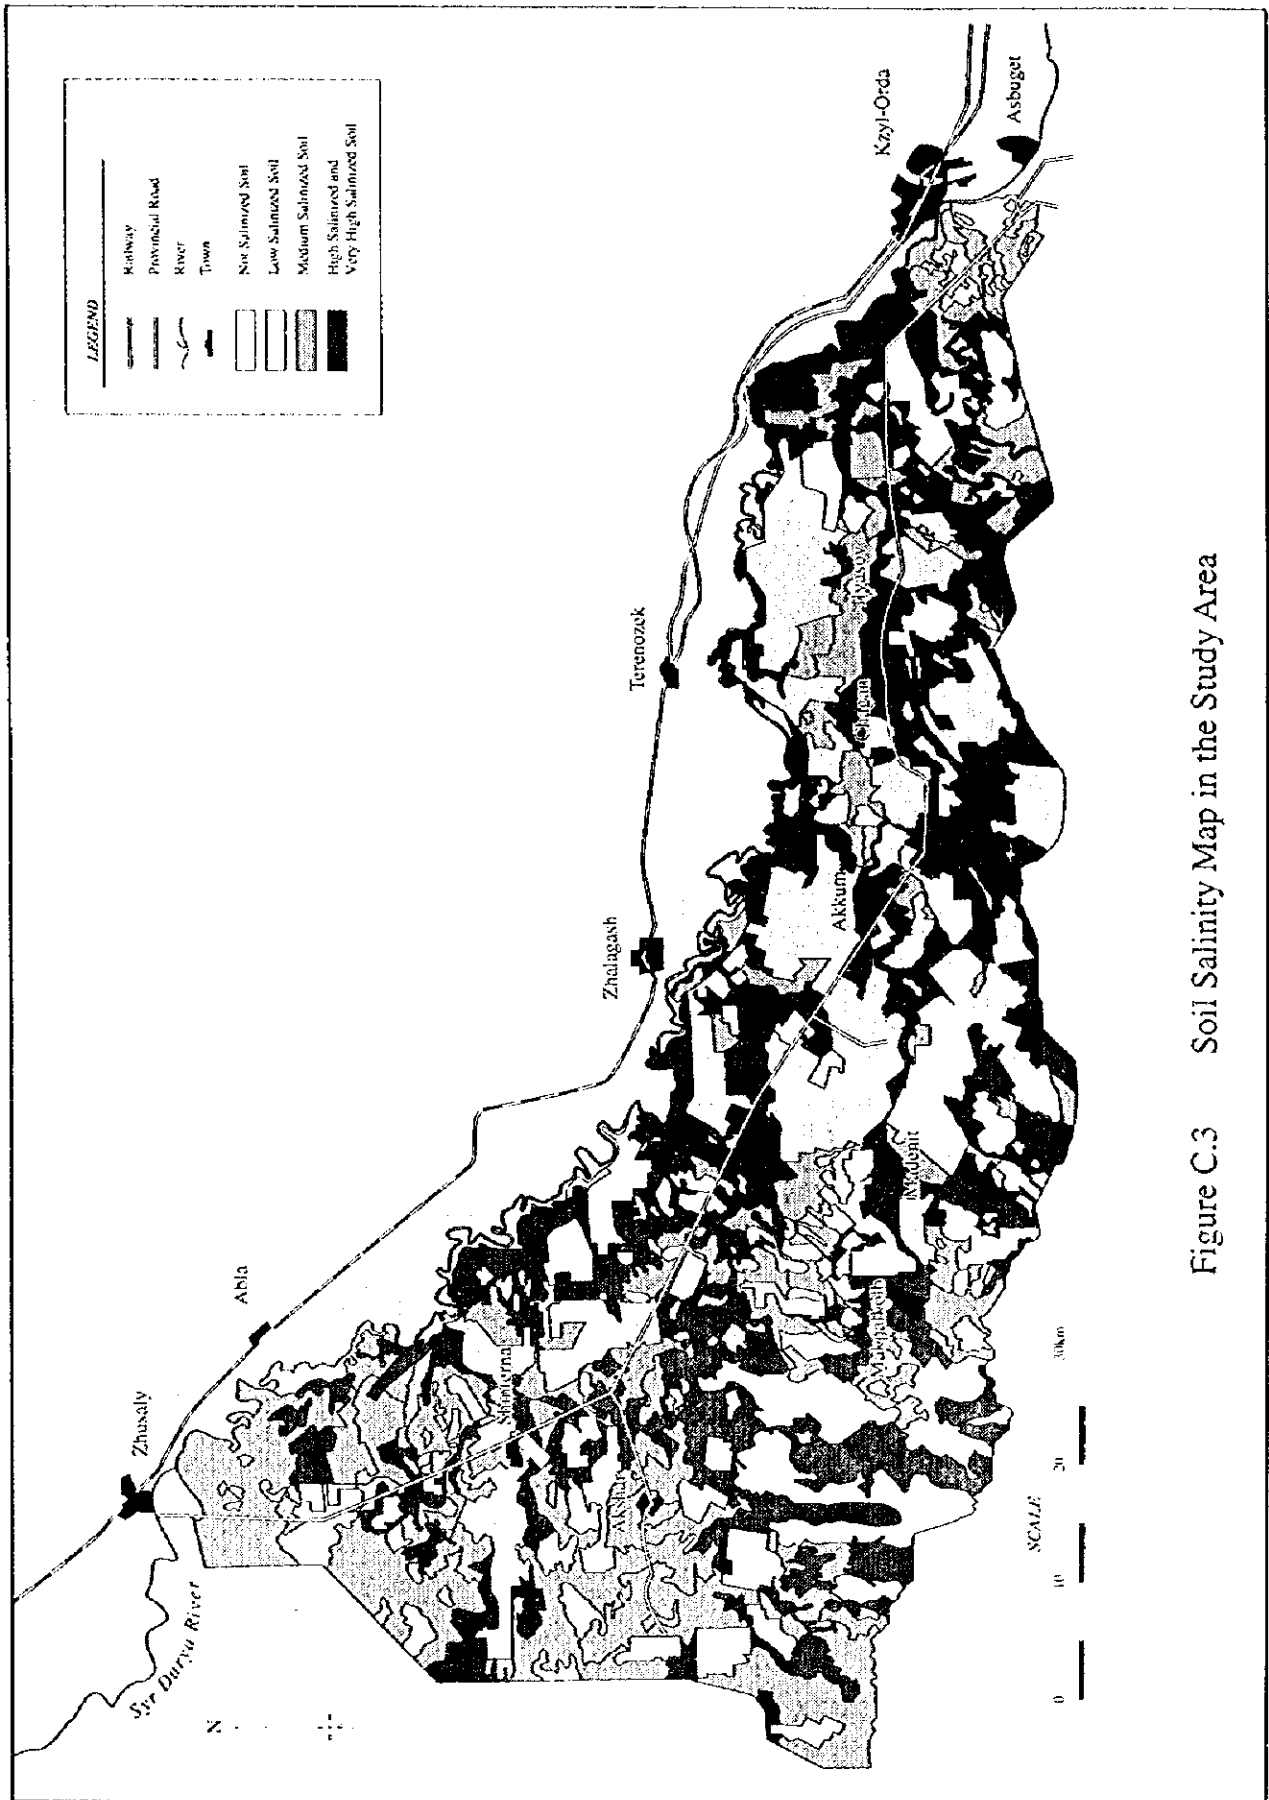 LEGEND
Railway
Provincial Road
River
Town
Not Salinized Soil
Low Salinized Soil
Medium Salinized Soil
High Salinized and
Very High Salinized Soil
Kzyl-Orda
Asbuget
Terenozek
Zhalagash
Zhusaly
Syr Darya River
Akkum
N
SCALE
0 10 20 30km
Figure C.3 Soil Salinity Map in the Study Area